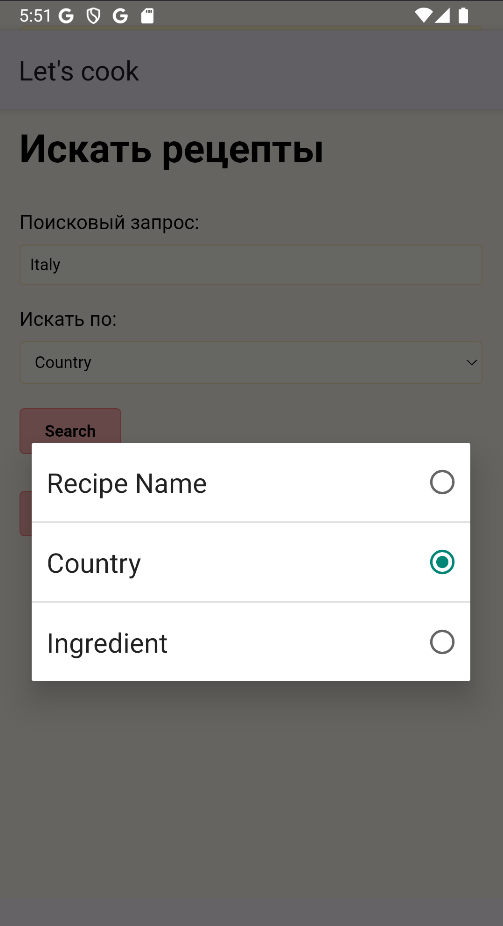 5:51
Let's cook
Искать рецепты
Поисковый запрос:
Italy
Искать по:
Country
Search
Recipe Name
Country
Ingredient